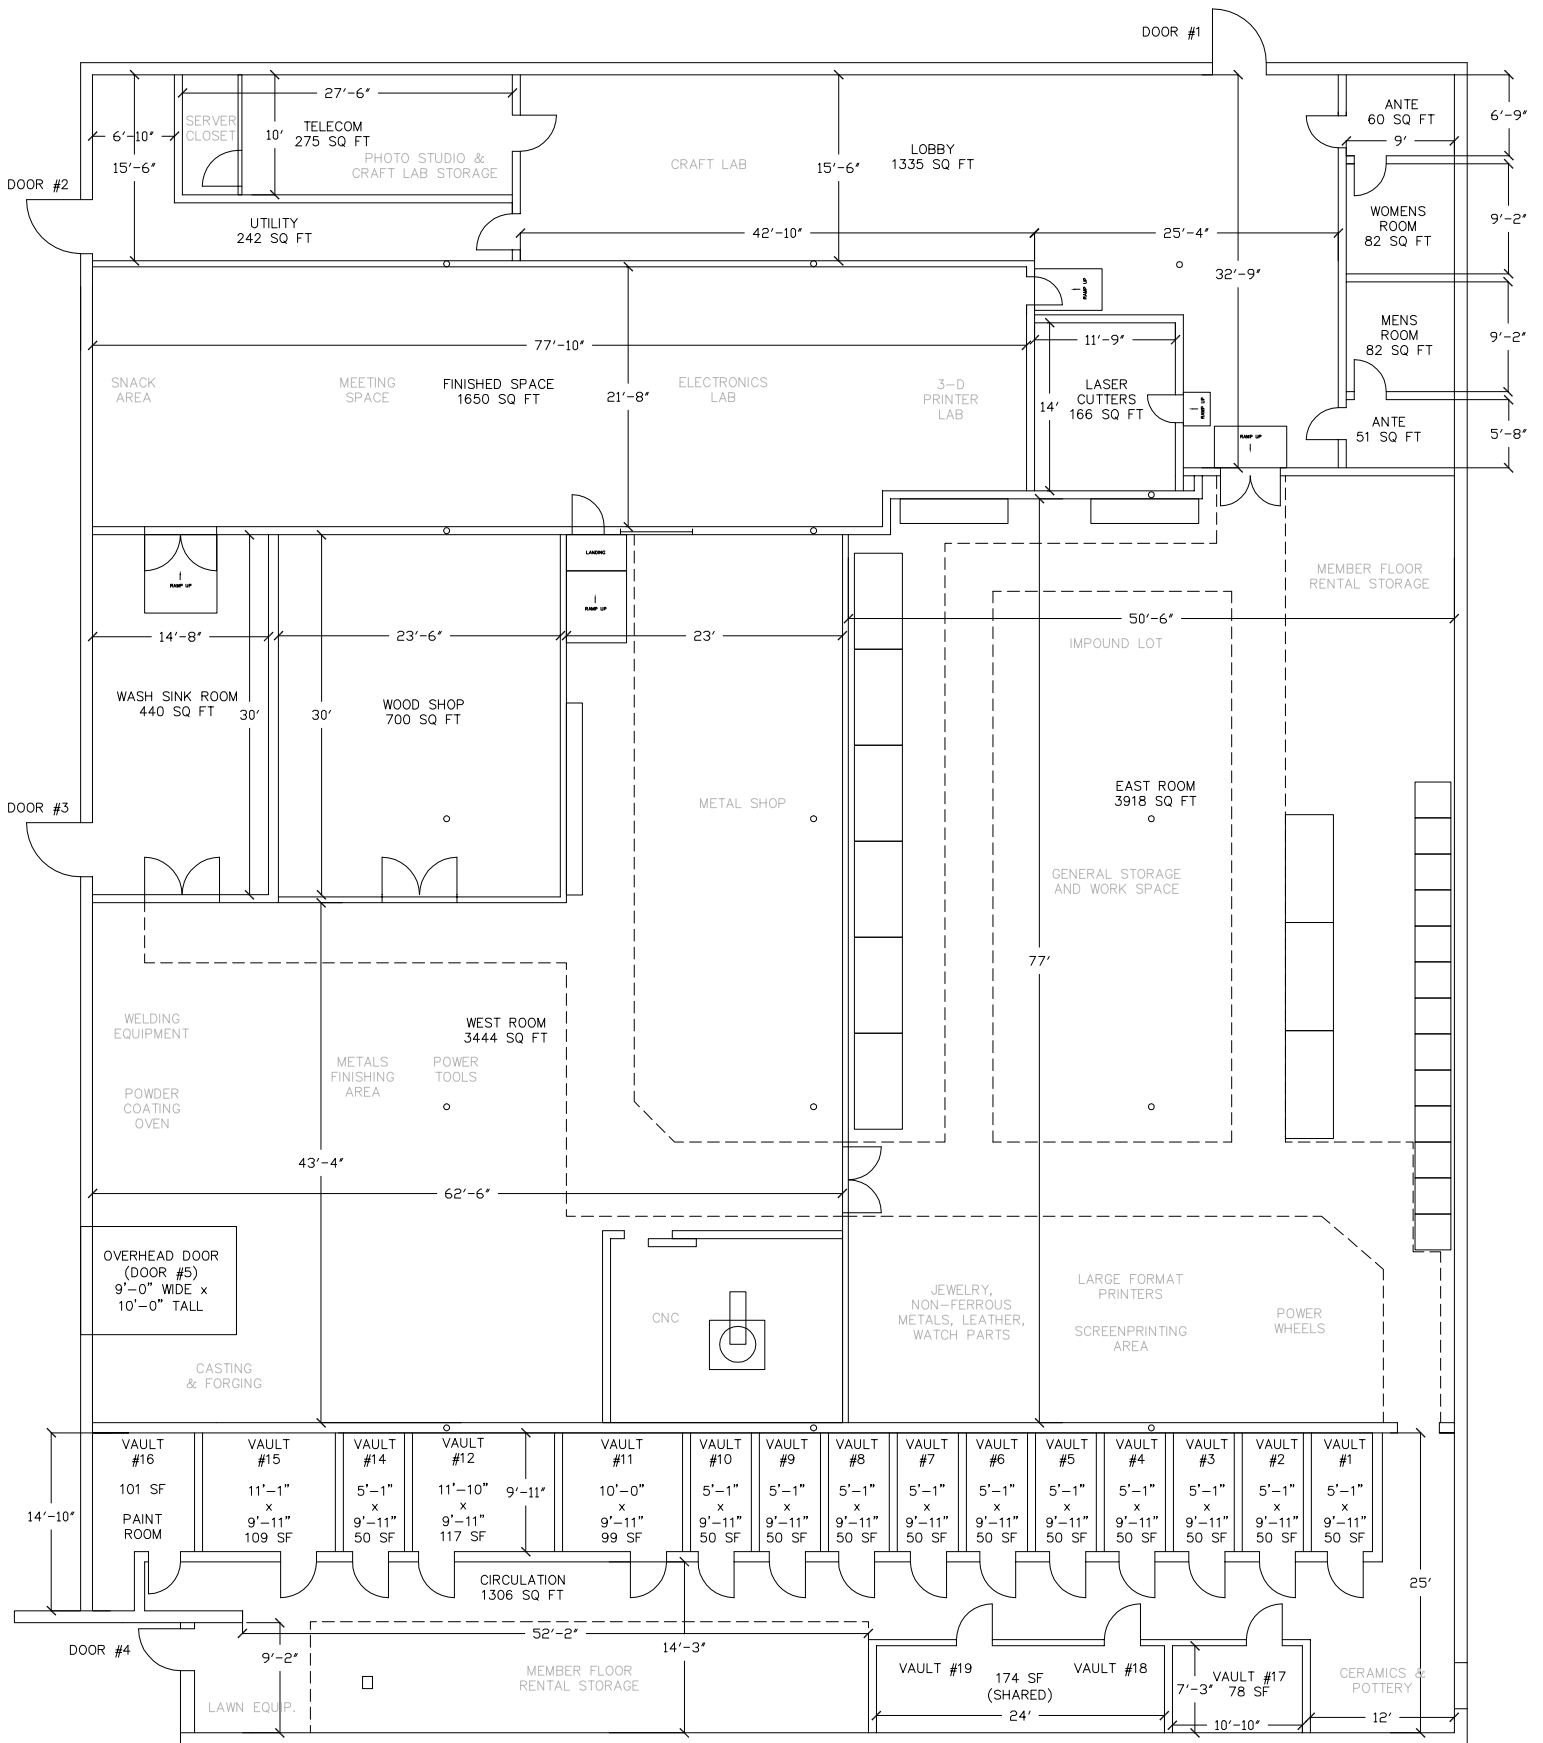 DOOR #1
27'-6"
SERVER
CLOSET
TELECOM
275 SQ FT
10'
6'-10"
15'-6"
PHOTO STUDIO &
CRAFT LAB STORAGE
CRAFT LAB
15'-6"
LOBBY
1335 SQ FT
ANTE
60 SQ FT
9'
6'-9"
DOOR #2
UTILITY
242 SQ FT
42'-10"
25'-4"
32'-9"
WOMENS
ROOM
82 SQ FT
9'-2"
RAMP UP
77'-10"
11'-9"
MENS
ROOM
82 SQ FT
9'-2"
SNACK
AREA
MEETING
SPACE
FINISHED SPACE
1650 SQ FT
21'-8"
ELECTRONICS
LAB
3-D
PRINTER
LAB
14'
LASER
CUTTERS
166 SQ FT
RAMP UP
RAMP UP
ANTE
51 SQ FT
5'-8"
LANDING
RAMP UP
RAMP UP
MEMBER FLOOR
RENTAL STORAGE
14'-8"
23'-6"
23'
50'-6"
IMPOUND LOT
WASH SINK ROOM
440 SQ FT
30'
30'
WOOD SHOP
700 SQ FT
DOOR #3
METAL SHOP
EAST ROOM
3918 SQ FT
GENERAL STORAGE
AND WORK SPACE
77'
WELDING
EQUIPMENT
WEST ROOM
3444 SQ FT
METALS
FINISHING
AREA
POWER
TOOLS
POWDER
COATING
OVEN
43'-4"
62'-6"
OVERHEAD DOOR
(DOOR #5)
9'-0" WIDE x
10'-0" TALL
CNC
JEWELRY,
NON-FERROUS
METALS, LEATHER,
WATCH PARTS
LARGE FORMAT
PRINTERS
SCREENPRINTING
AREA
POWER
WHEELS
CASTING
& FORGING
VAULT
#16
101 SF
PAINT
ROOM
VAULT
#15
11'-1"
x
9'-11"
109 SF
VAULT
#14
5'-1"
x
9'-11"
50 SF
VAULT
#12
11'-10"
x
9'-11"
117 SF
9'-11"
VAULT
#11
10'-0"
x
9'-11"
99 SF
VAULT
#10
5'-1"
x
9'-11"
50 SF
VAULT
#9
5'-1"
x
9'-11"
50 SF
VAULT
#8
5'-1"
x
9'-11"
50 SF
VAULT
#7
5'-1"
x
9'-11"
50 SF
VAULT
#6
5'-1"
x
9'-11"
50 SF
VAULT
#5
5'-1"
x
9'-11"
50 SF
VAULT
#4
5'-1"
x
9'-11"
50 SF
VAULT
#3
5'-1"
x
9'-11"
50 SF
VAULT
#2
5'-1"
x
9'-11"
50 SF
VAULT
#1
5'-1"
x
9'-11"
50 SF
14'-10"
CIRCULATION
1306 SQ FT
25'
DOOR #4
9'-2"
52'-2"
14'-3"
MEMBER FLOOR
RENTAL STORAGE
LAWN EQUIP.
VAULT #19
174 SF
(SHARED)
VAULT #18
24'
7'-3"
VAULT #17
78 SF
10'-10"
CERAMICS &
POTTERY
12'